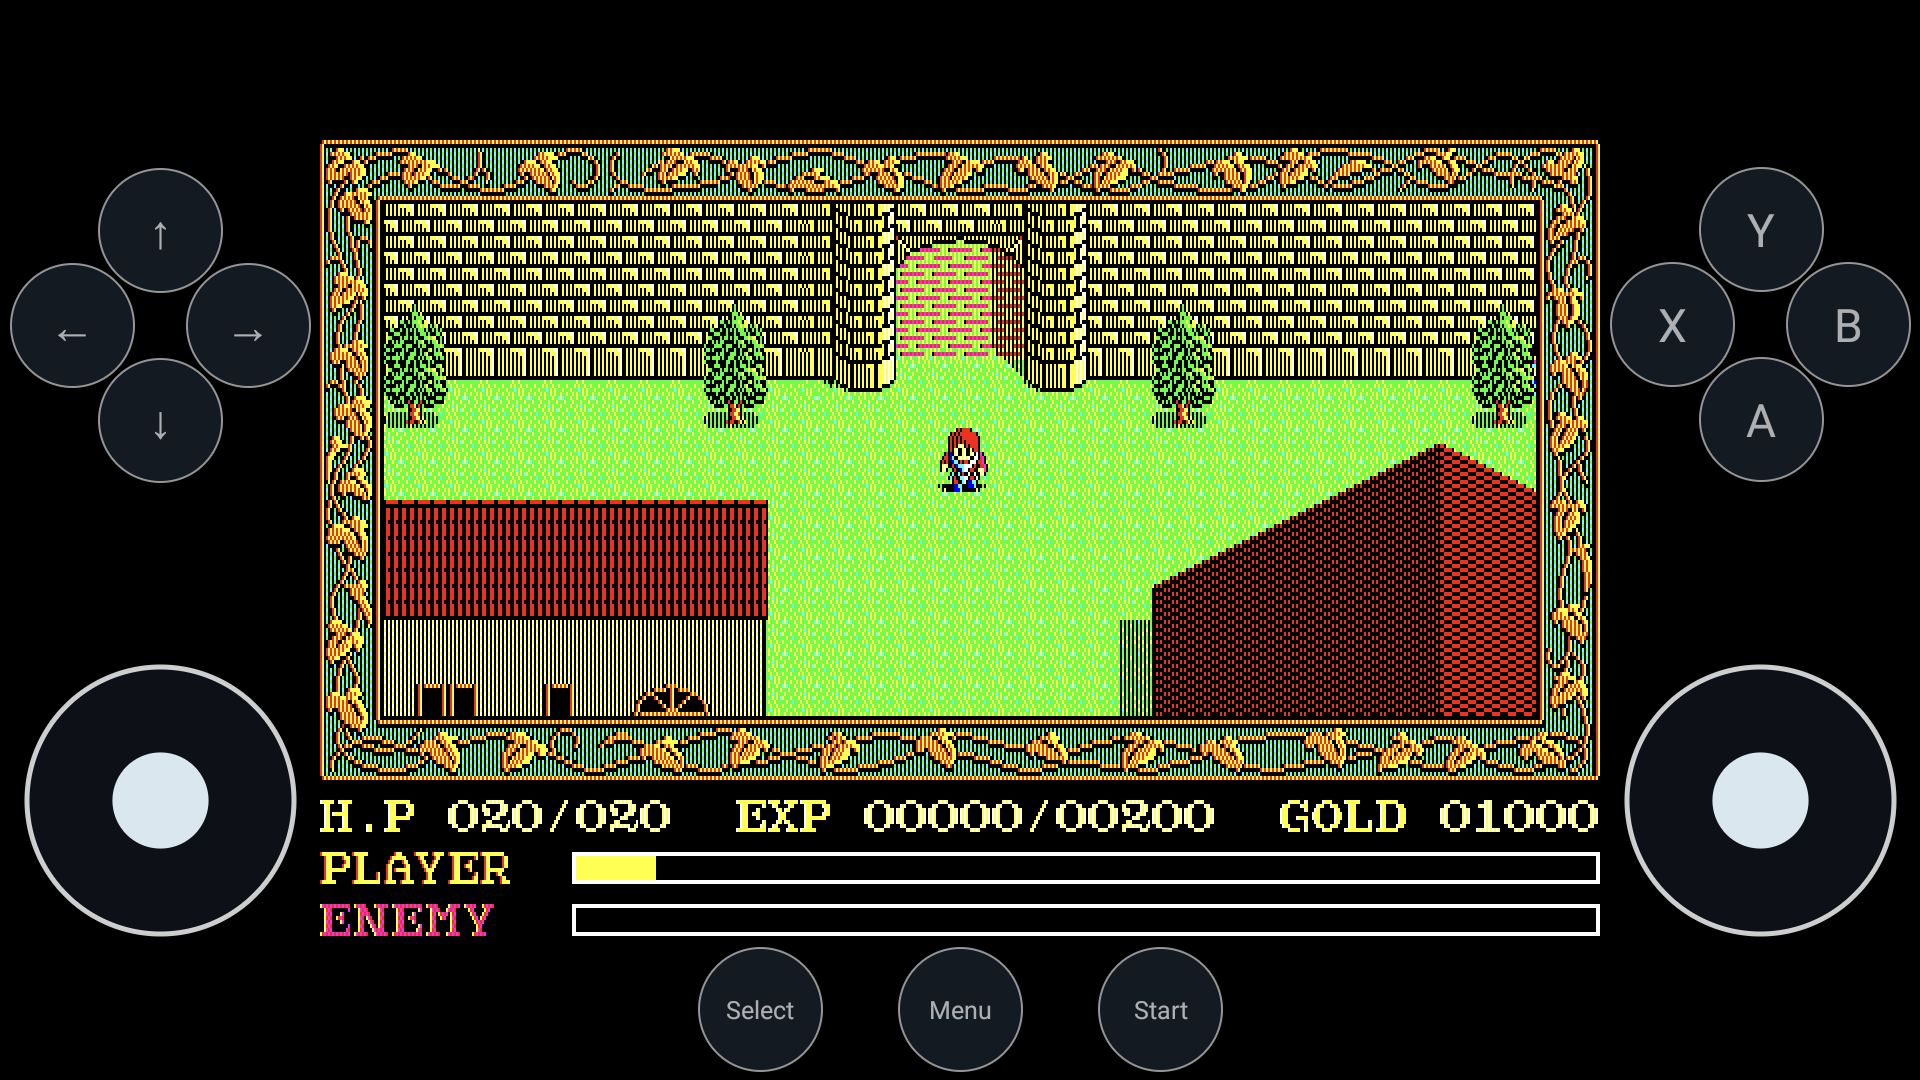 ↑
Y
← →
X B
↓
A
H.P 020/020 EXP 00000/00200 GOLD 01000
PLAYER
ENEMY
Select Menu Start